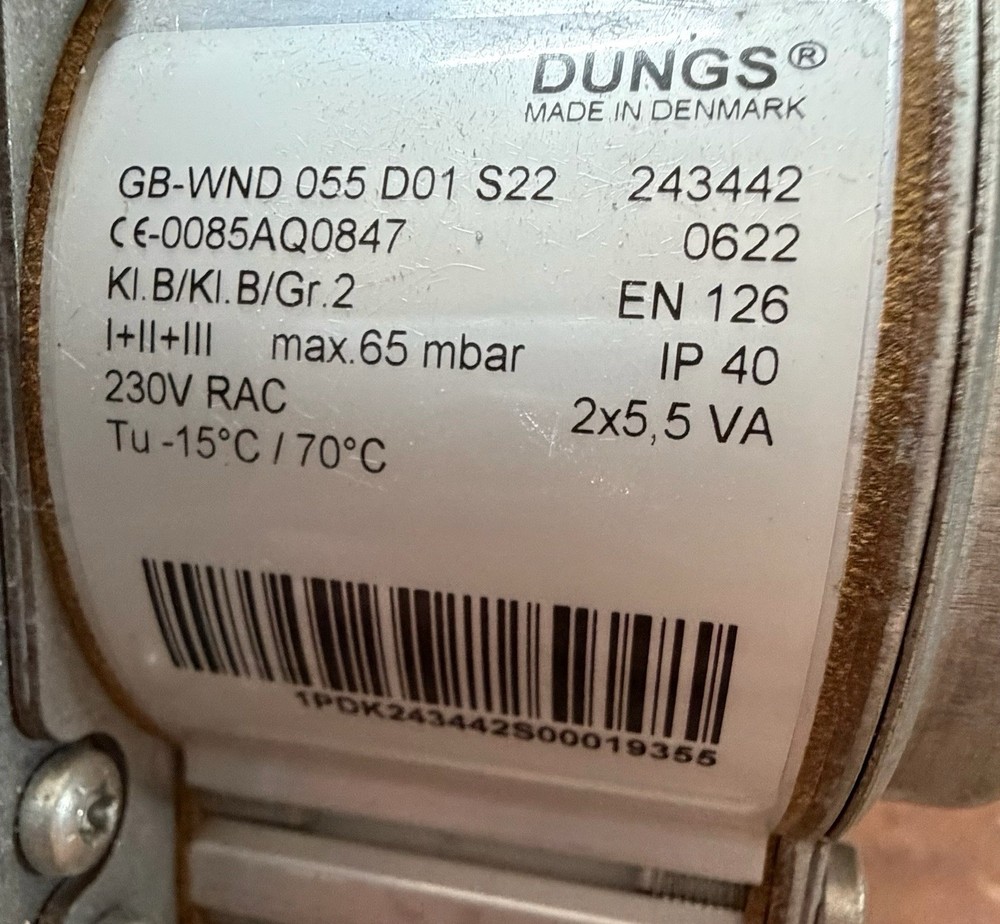 DUNGS®
MADE IN DENMARK
GB-WND 055 D01 S22 243442
CE-0085AQ0847 0622
Kl.B/Kl.B/Gr.2 EN 126
I+II+III max.65 mbar IP 40
230V RAC 2x5,5 VA
Tu -15°C / 70°C
1PDK243442S00019355